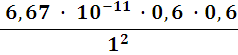 6,67 · 10⁻¹¹ · 0,6 · 0,6
1²